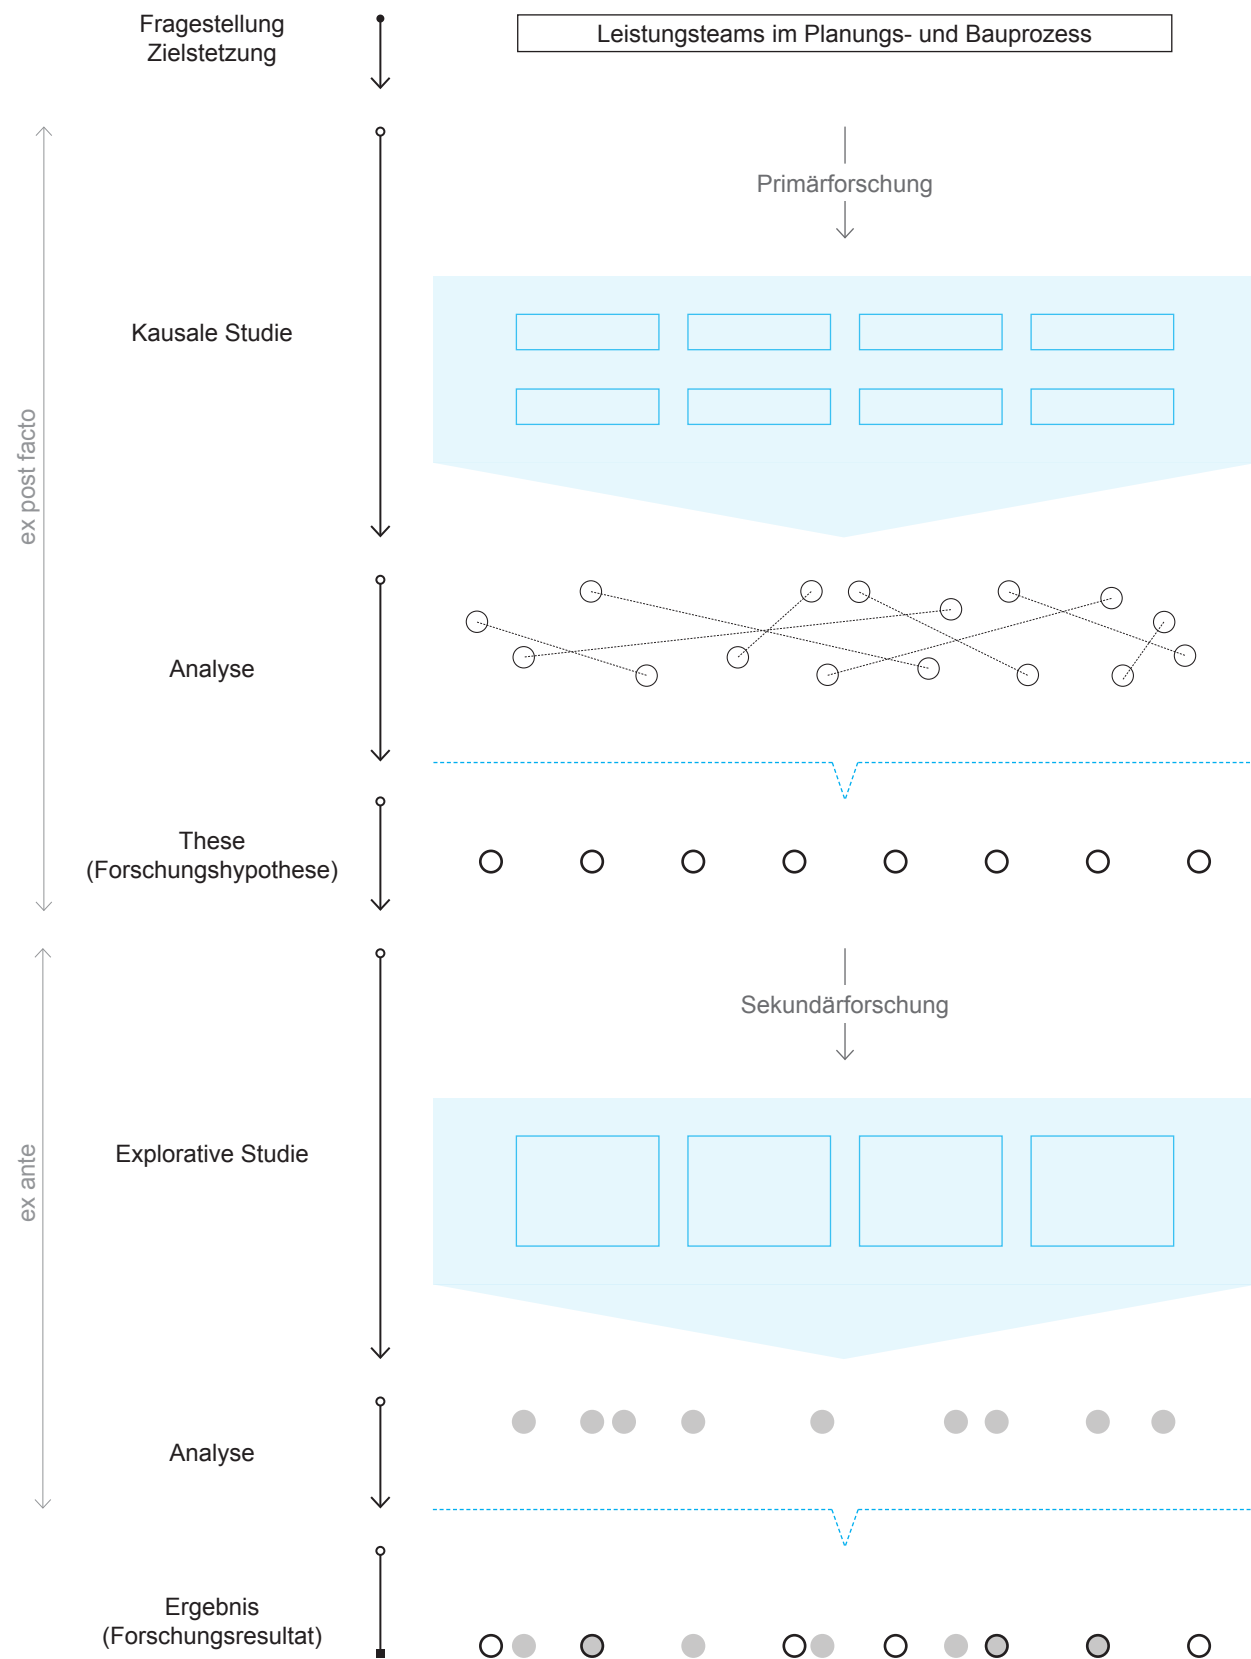 Fragestellung
Zielstetzung
Leistungsteams im Planungs- und Bauprozess
Primärforschung
Kausale Studie
ex post facto
Analyse
These
(Forschungshypothese)
Sekundärforschung
Explorative Studie
ex ante
Analyse
Ergebnis
(Forschungsresultat)